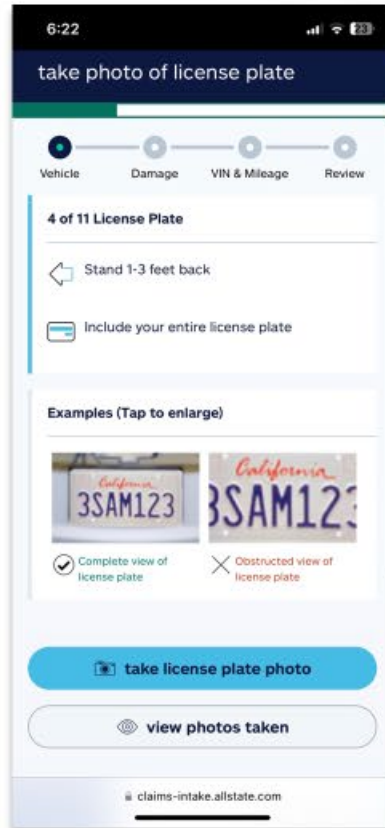 6:22
23
take photo of license plate
Vehicle
Damage
VIN & Mileage
Review
4 of 11 License Plate
Stand 1-3 feet back
Include your entire license plate
Examples (Tap to enlarge)
California
3SAM123
California
3SAM123
Complete view of
license plate
Obstructed view of
license plate
take license plate photo
view photos taken
claims-intake.allstate.com